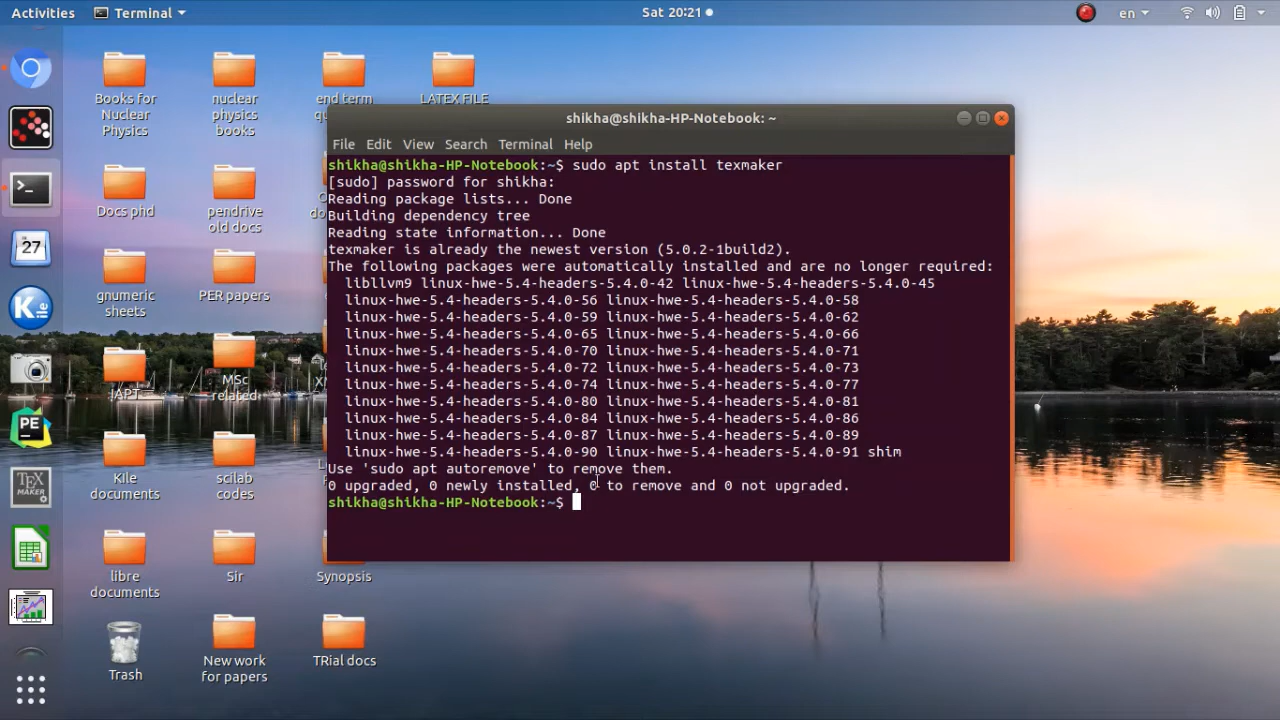 Activities Terminal Sat 20:21 en
Books for
Nuclear
Physics
nuclear
physics
books
end term
LATEX FILE
shikha@shikha-HP-Notebook: ~
File Edit View Search Terminal Help
shikha@shikha-HP-Notebook:~$ sudo apt install texmaker
[sudo] password for shikha:
Reading package lists... Done
Building dependency tree
Reading state information... Done
texmaker is already the newest version (5.0.2-1build2).
The following packages were automatically installed and are no longer required:
libllvm9 linux-hwe-5.4-headers-5.4.0-42 linux-hwe-5.4-headers-5.4.0-45
linux-hwe-5.4-headers-5.4.0-56 linux-hwe-5.4-headers-5.4.0-58
linux-hwe-5.4-headers-5.4.0-59 linux-hwe-5.4-headers-5.4.0-62
linux-hwe-5.4-headers-5.4.0-65 linux-hwe-5.4-headers-5.4.0-66
linux-hwe-5.4-headers-5.4.0-70 linux-hwe-5.4-headers-5.4.0-71
linux-hwe-5.4-headers-5.4.0-72 linux-hwe-5.4-headers-5.4.0-73
linux-hwe-5.4-headers-5.4.0-74 linux-hwe-5.4-headers-5.4.0-77
linux-hwe-5.4-headers-5.4.0-80 linux-hwe-5.4-headers-5.4.0-81
linux-hwe-5.4-headers-5.4.0-84 linux-hwe-5.4-headers-5.4.0-86
linux-hwe-5.4-headers-5.4.0-87 linux-hwe-5.4-headers-5.4.0-89
linux-hwe-5.4-headers-5.4.0-90 linux-hwe-5.4-headers-5.4.0-91 shim
Use 'sudo apt autoremove' to remove them.
0 upgraded, 0 newly installed, 0 to remove and 0 not upgraded.
shikha@shikha-HP-Notebook:~$
Docs phd
pendrive
old docs
gnumeric
sheets
PER papers
IAPT
MSc
related
Kile
documents
scilab
codes
libre
documents
Sir
Synopsis
Trash
New work
for papers
TRial docs
27
Kile
PE
TEX
MAKER